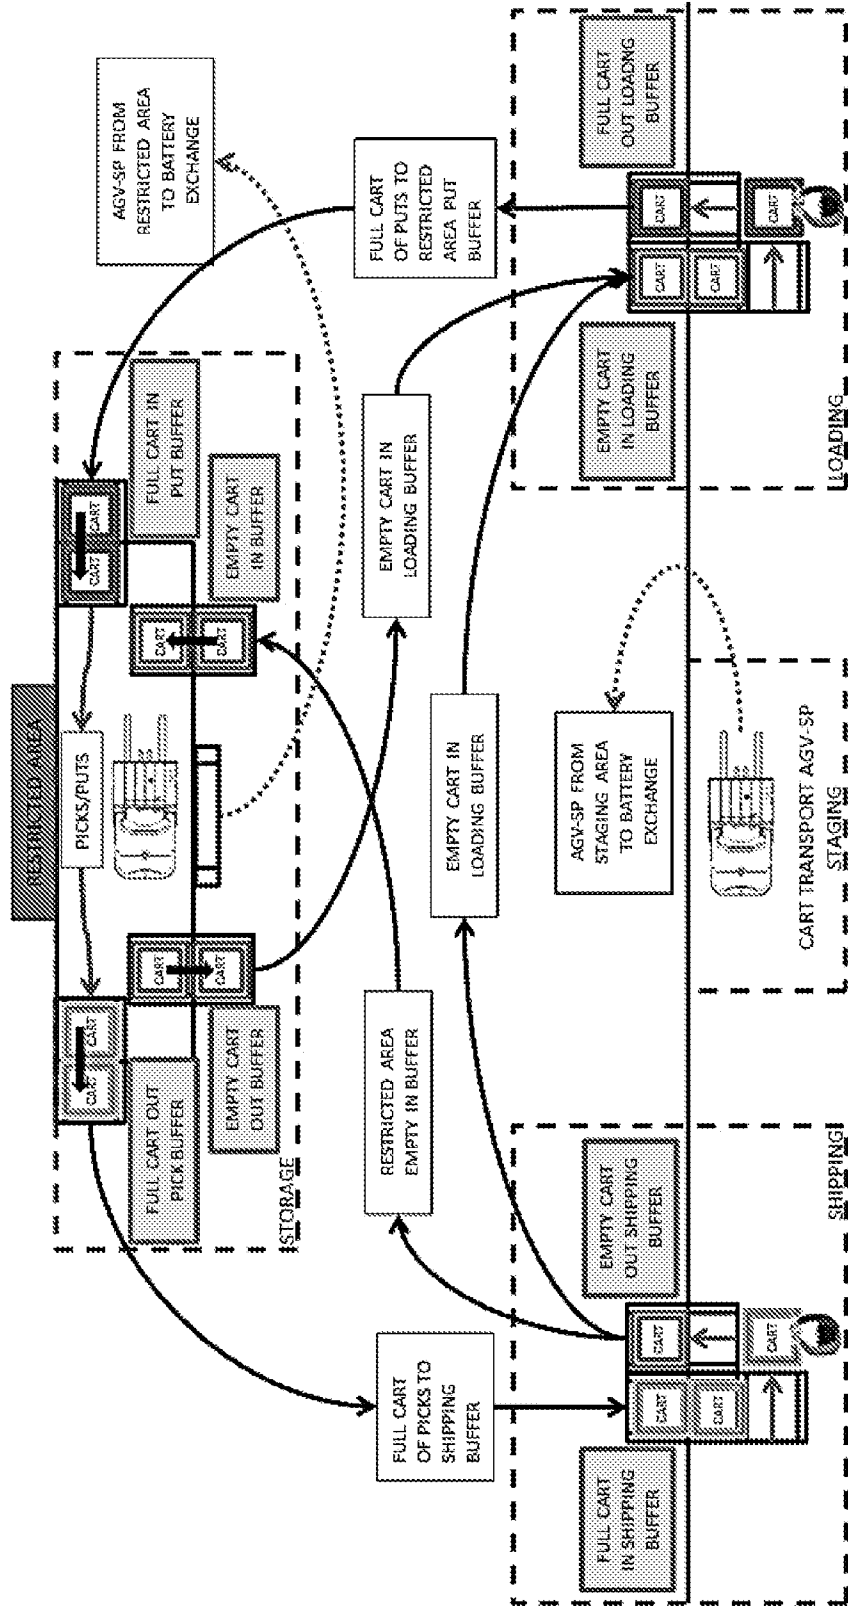 RESTRICTED AREA
PICKS/PUTS
CART
CART
CART
CART
FULL CART OUT
PICK BUFFER
FULL CART IN
PUT BUFFER
CART
CART
CART
CART
EMPTY CART
OUT BUFFER
EMPTY CART
IN BUFFER
STORAGE
AGV-SP FROM
RESTRICTED AREA
TO BATTERY
EXCHANGE
FULL CART
OF PICKS TO
SHIPPING
BUFFER
RESTRICTED AREA
EMPTY IN BUFFER
EMPTY CART IN
LOADING BUFFER
FULL CART
OF PUTS TO
RESTRICTED
AREA PUT
BUFFER
EMPTY CART IN
LOADING BUFFER
AGV-SP FROM
STAGING AREA
TO BATTERY
EXCHANGE
FULL CART
IN SHIPPING
BUFFER
EMPTY CART
OUT SHIPPING
BUFFER
CART
CART
CART
CART
SHIPPING
CART TRANSPORT AGV-SP
STAGING
EMPTY CART
IN LOADING
BUFFER
FULL CART
OUT LOADNG
BUFFER
CART
CART
CART
CART
LOADING